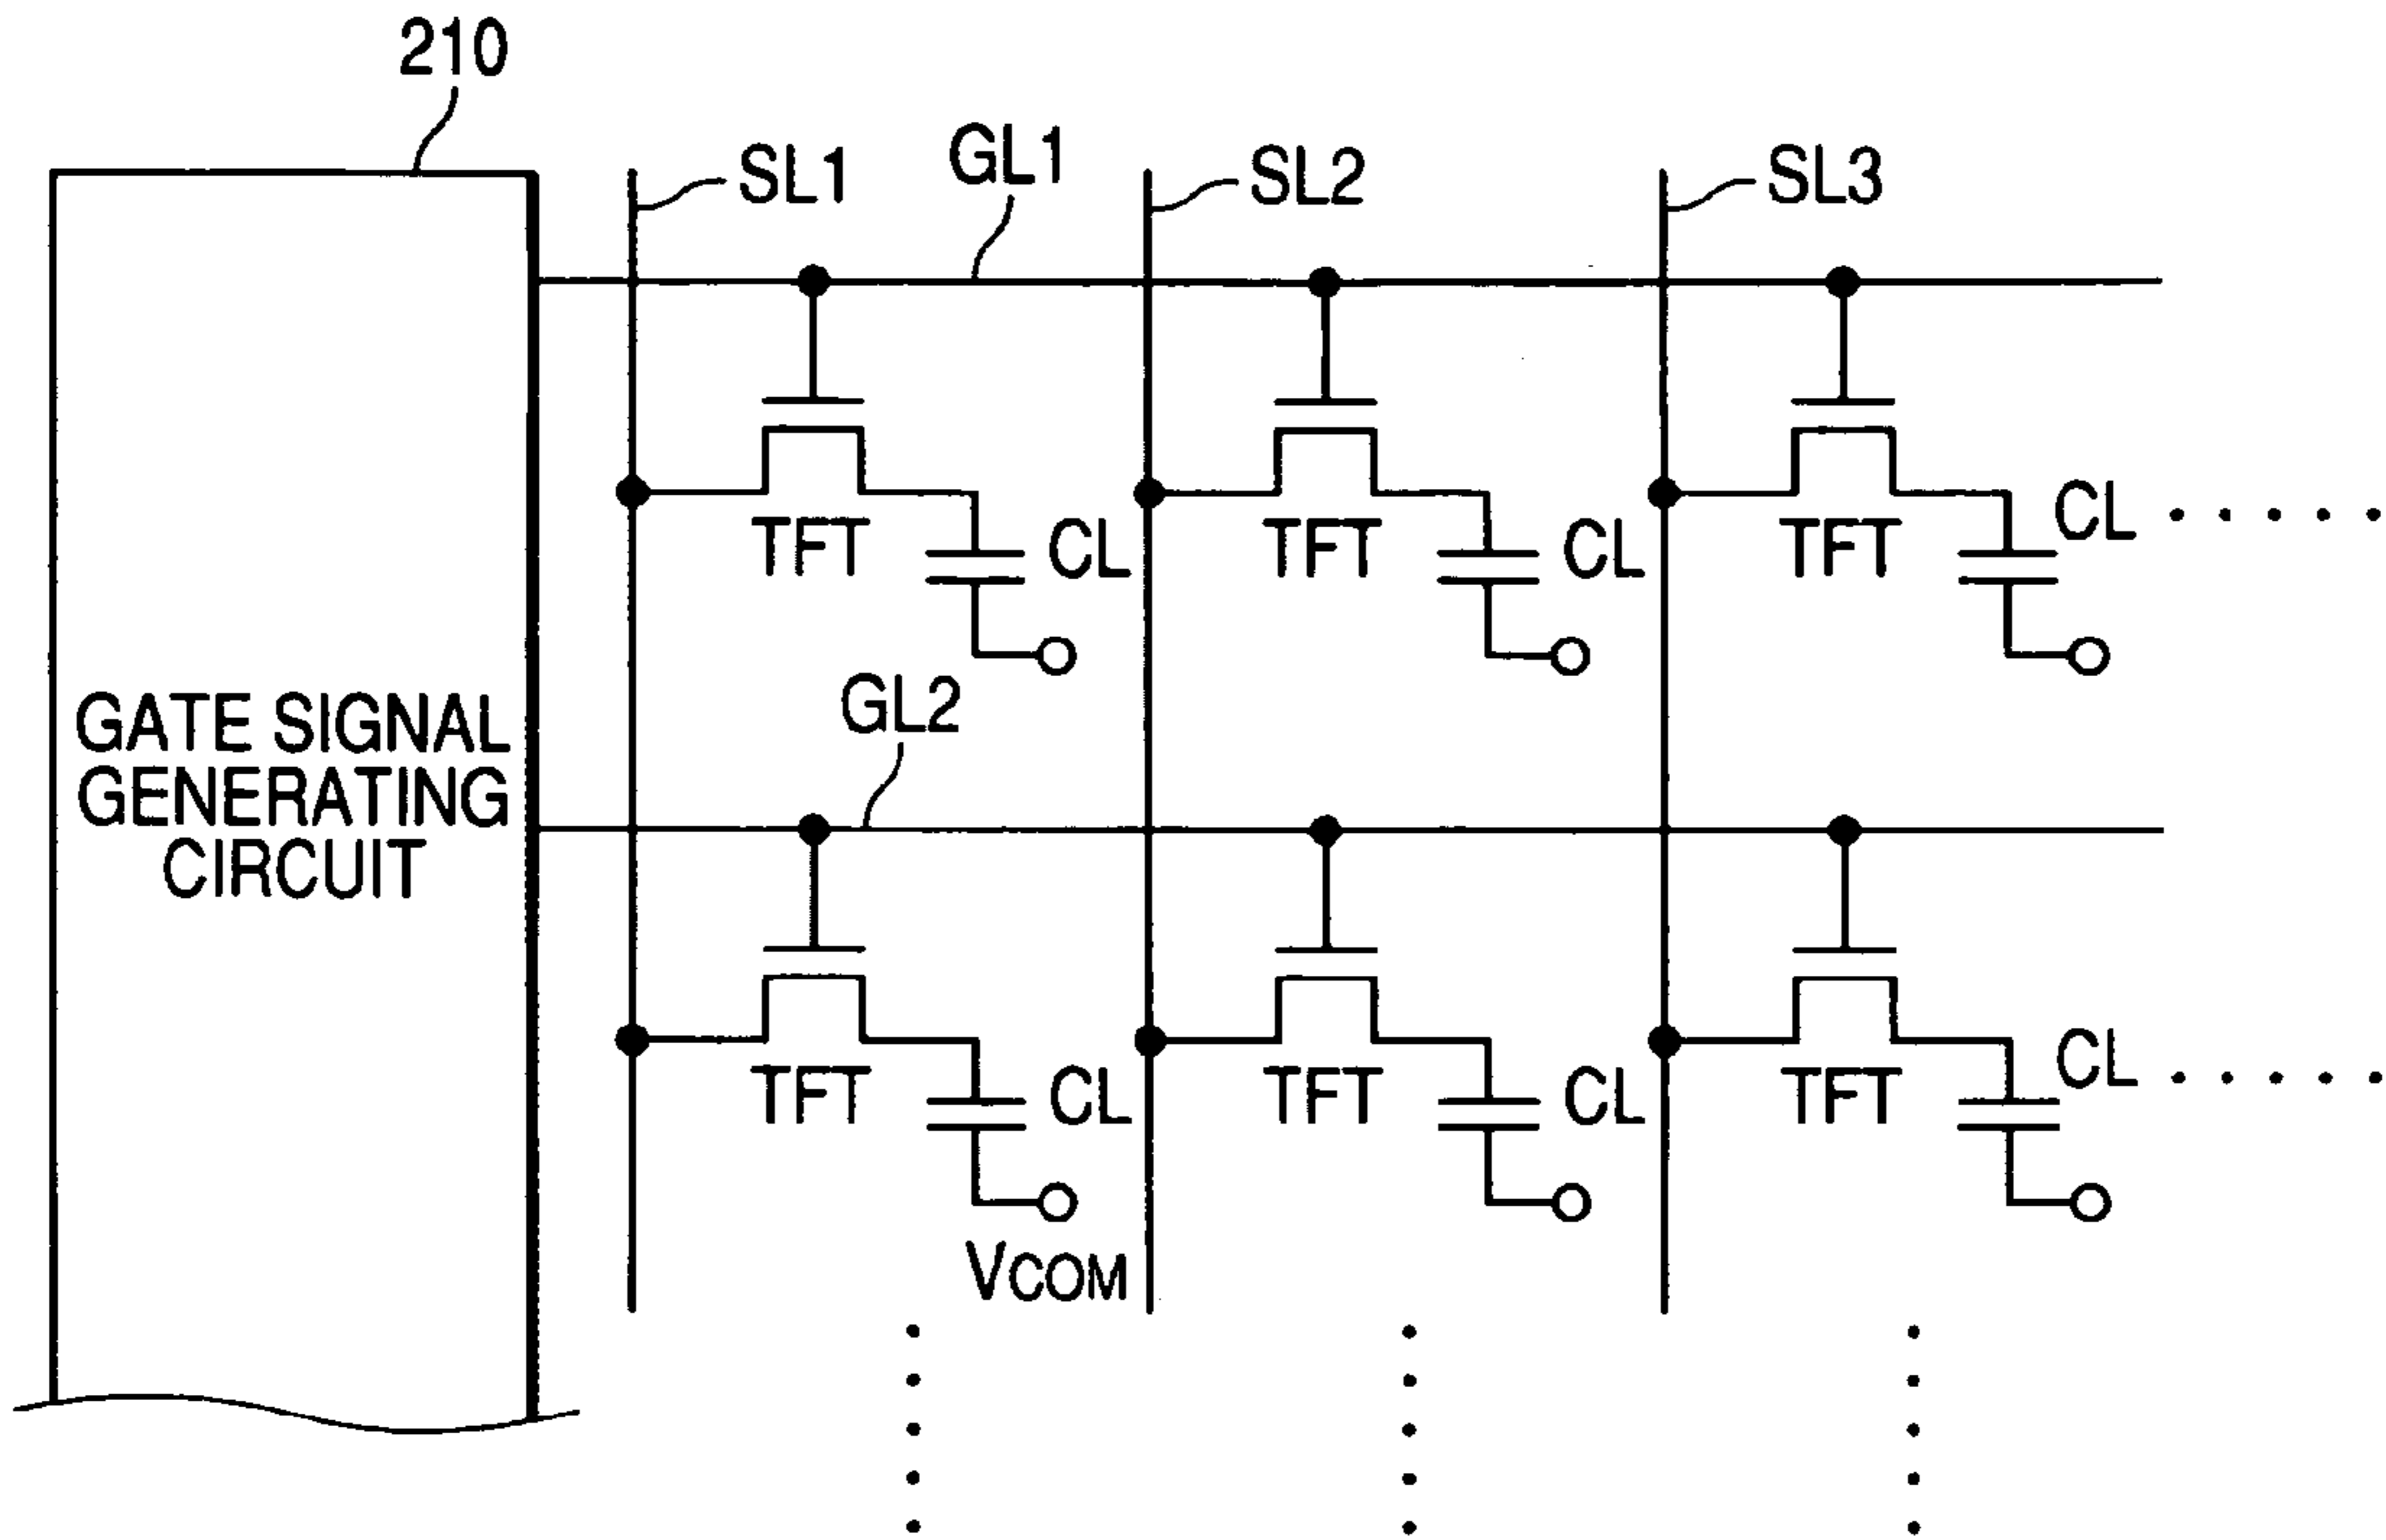 210
SL1
GL1
SL2
SL3
TFT
CL
TFT
CL
TFT
CL
GATE SIGNAL
GENERATING
CIRCUIT
GL2
TFT
CL
TFT
CL
TFT
CL
VCOM